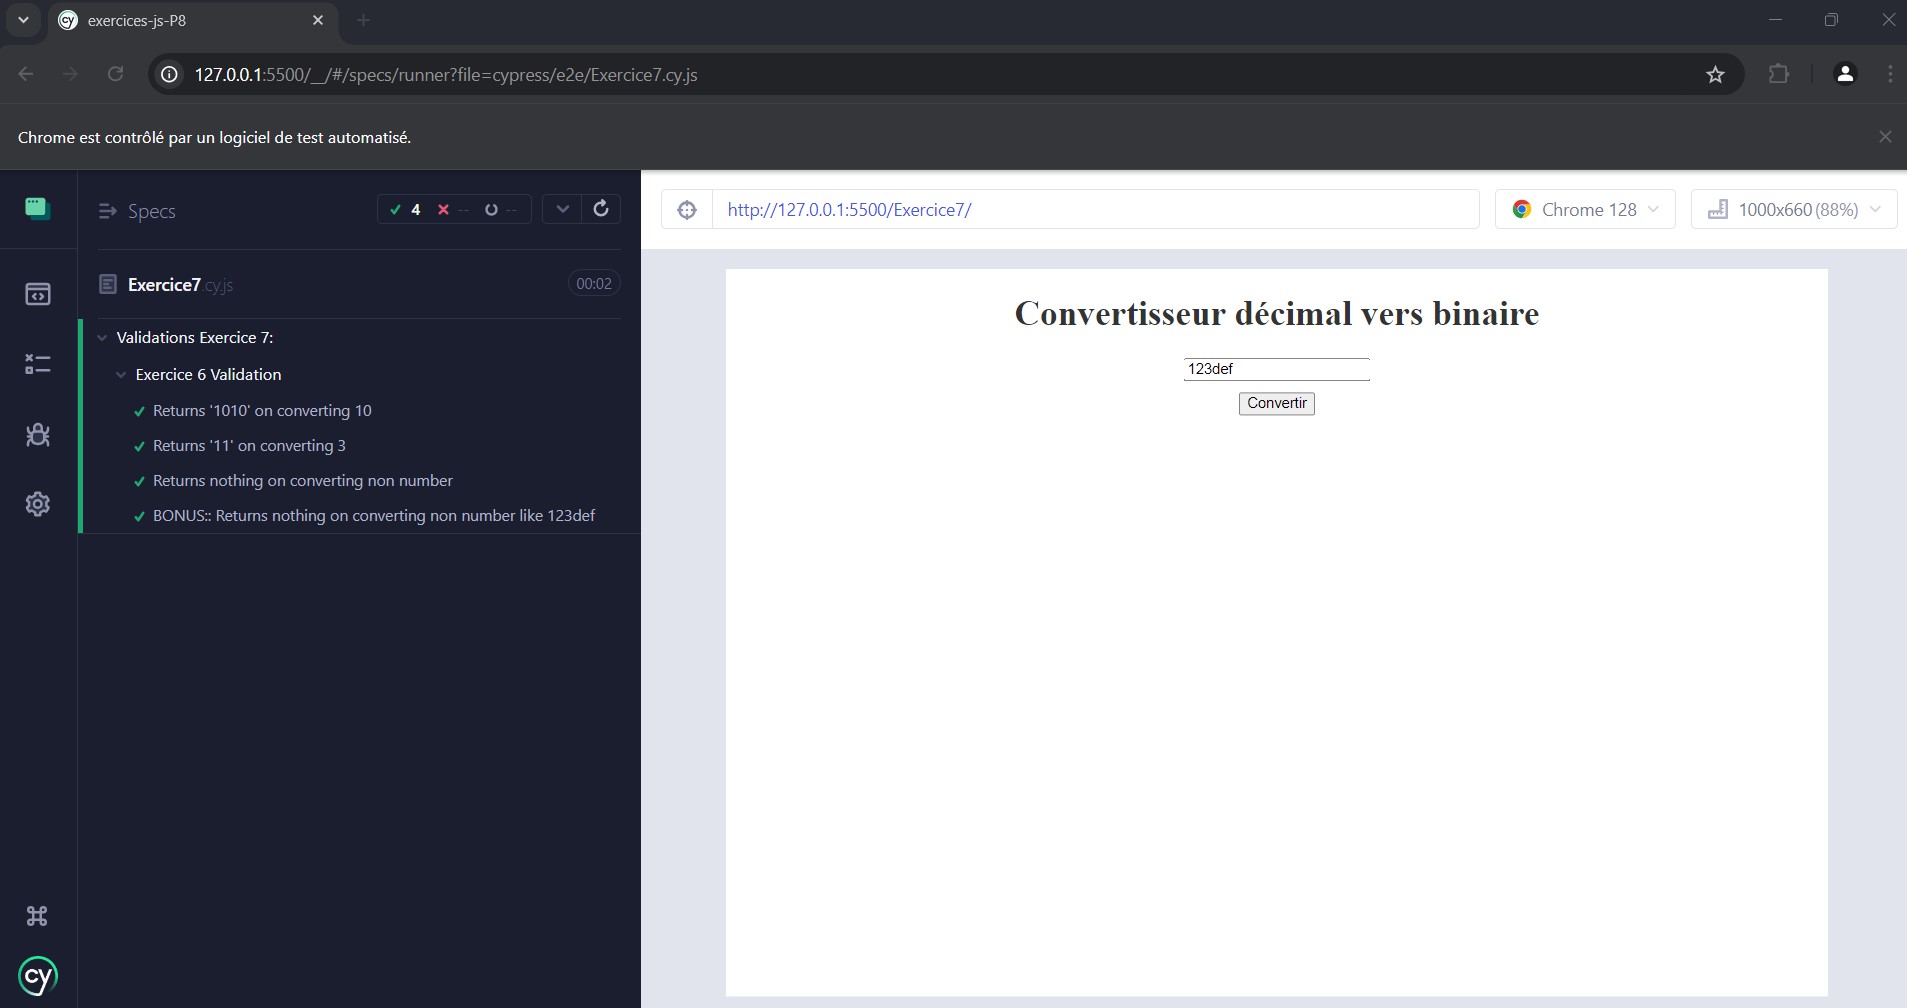 exercices-js-P8
127.0.0.1:5500/__/#/specs/runner?file=cypress/e2e/Exercice7.cy.js
Chrome est contrôlé par un logiciel de test automatisé.
Specs
4 -- --
Exercice7.cy.js
00:02
Validations Exercice 7:
Exercice 6 Validation
Returns '1010' on converting 10
Returns '11' on converting 3
Returns nothing on converting non number
BONUS:: Returns nothing on converting non number like 123def
cy
http://127.0.0.1:5500/Exercice7/
Chrome 128
1000x660 (88%)
Convertisseur décimal vers binaire
123def
Convertir